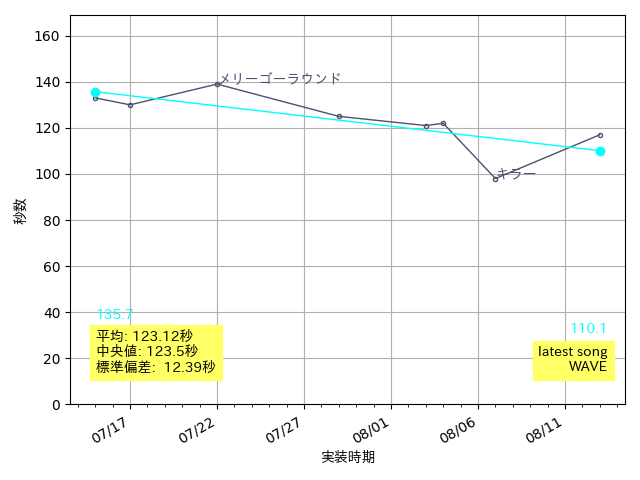 160
140
120
100
80
60
40
20
0
秒数
メリーゴーラウンド
キラー
135.7
平均: 123.12秒
中央値: 123.5秒
標準偏差: 12.39秒
110.1
latest song
WAVE
07/17
07/22
07/27
08/01
08/06
08/11
実装時期